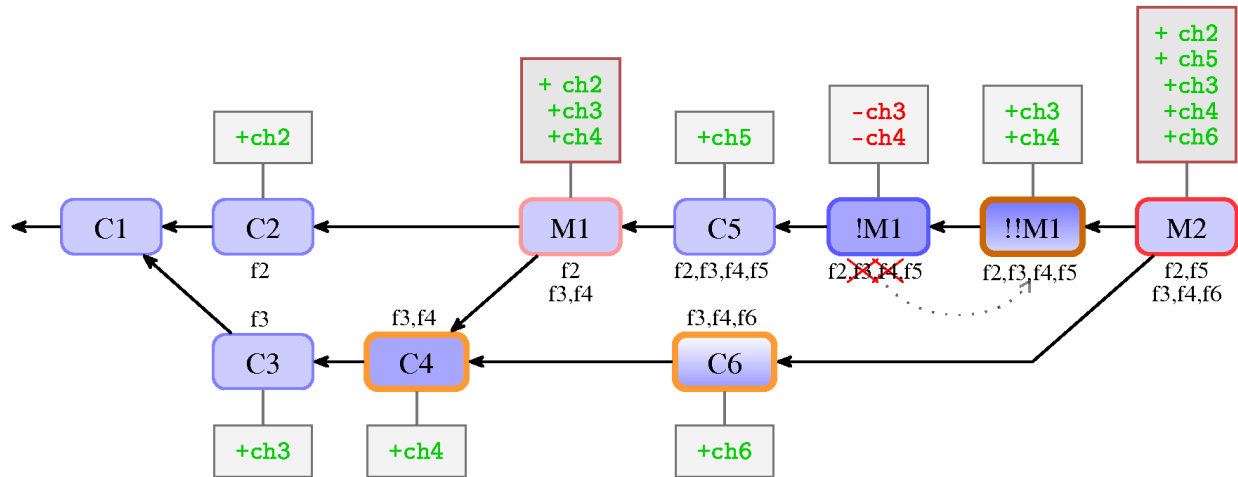 + ch2
+ ch5
+ch3
+ch4
+ch6
+ ch2
+ch3
+ch4
-ch3
-ch4
+ch3
+ch4
+ch2
+ch5
C1
C2
M1
C5
!M1
!!M1
M2
f2
f2
f3,f4
f2,f3,f4,f5
f2,f3,f4,f5
f2,f3,f4,f5
f2,f5
f3,f4,f6
f3
f3,f4
f3,f4,f6
C3
C4
C6
+ch3
+ch4
+ch6